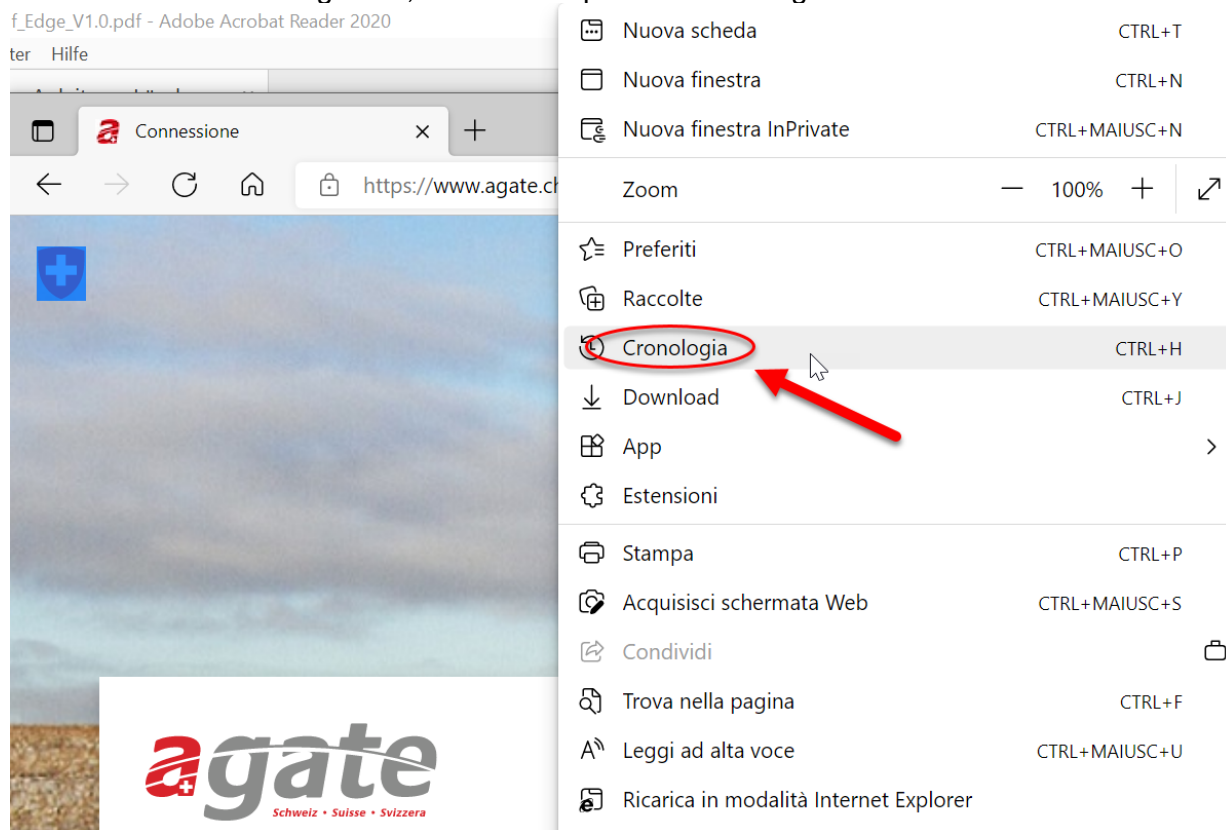 f_Edge_V1.0.pdf - Adobe Acrobat Reader 2020
ter Hilfe
Connessione
https://www.agate.ch
agate
Schweiz • Suisse • Svizzera
Nuova scheda CTRL+T
Nuova finestra CTRL+N
Nuova finestra InPrivate CTRL+MAIUSC+N
Zoom — 100% +
Preferiti CTRL+MAIUSC+O
Raccolte CTRL+MAIUSC+Y
Cronologia CTRL+H
Download CTRL+J
App
Estensioni
Stampa CTRL+P
Acquisisci schermata Web CTRL+MAIUSC+S
Condividi
Trova nella pagina CTRL+F
Leggi ad alta voce CTRL+MAIUSC+U
Ricarica in modalità Internet Explorer